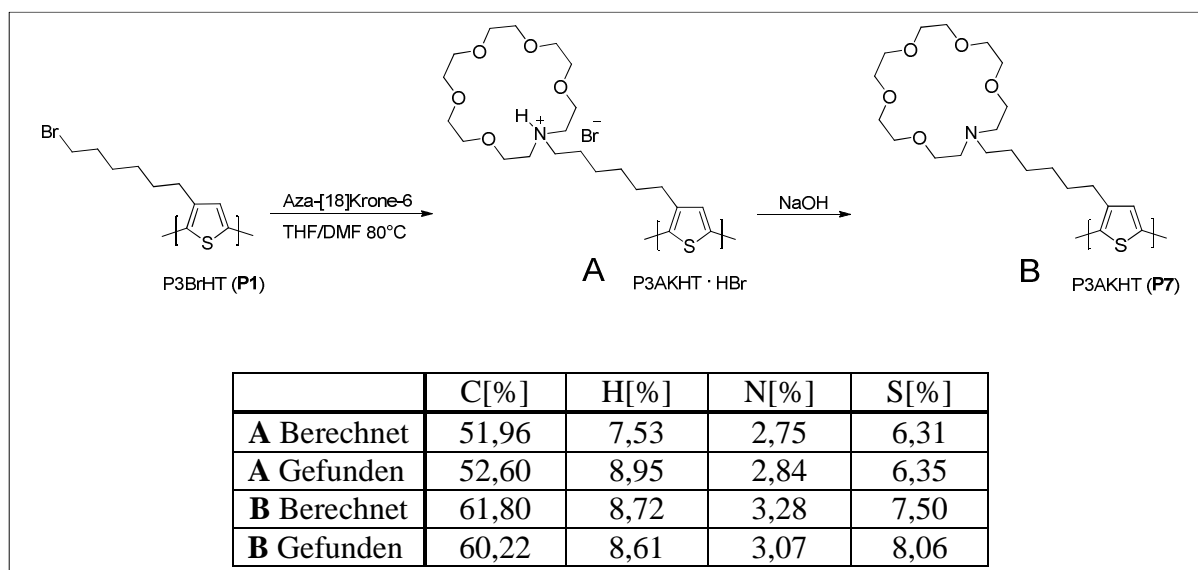 Br
O O
O O
O O
H N + Br −
S
P3BrHT (P1)
Aza-[18]Krone-6
THF/DMF 80°C
A
P3AKHT · HBr
NaOH
O O
O O
O N
S
B
P3AKHT (P7)
C[%] H[%] N[%] S[%]
A Berechnet 51,96 7,53 2,75 6,31
A Gefunden 52,60 8,95 2,84 6,35
B Berechnet 61,80 8,72 3,28 7,50
B Gefunden 60,22 8,61 3,07 8,06